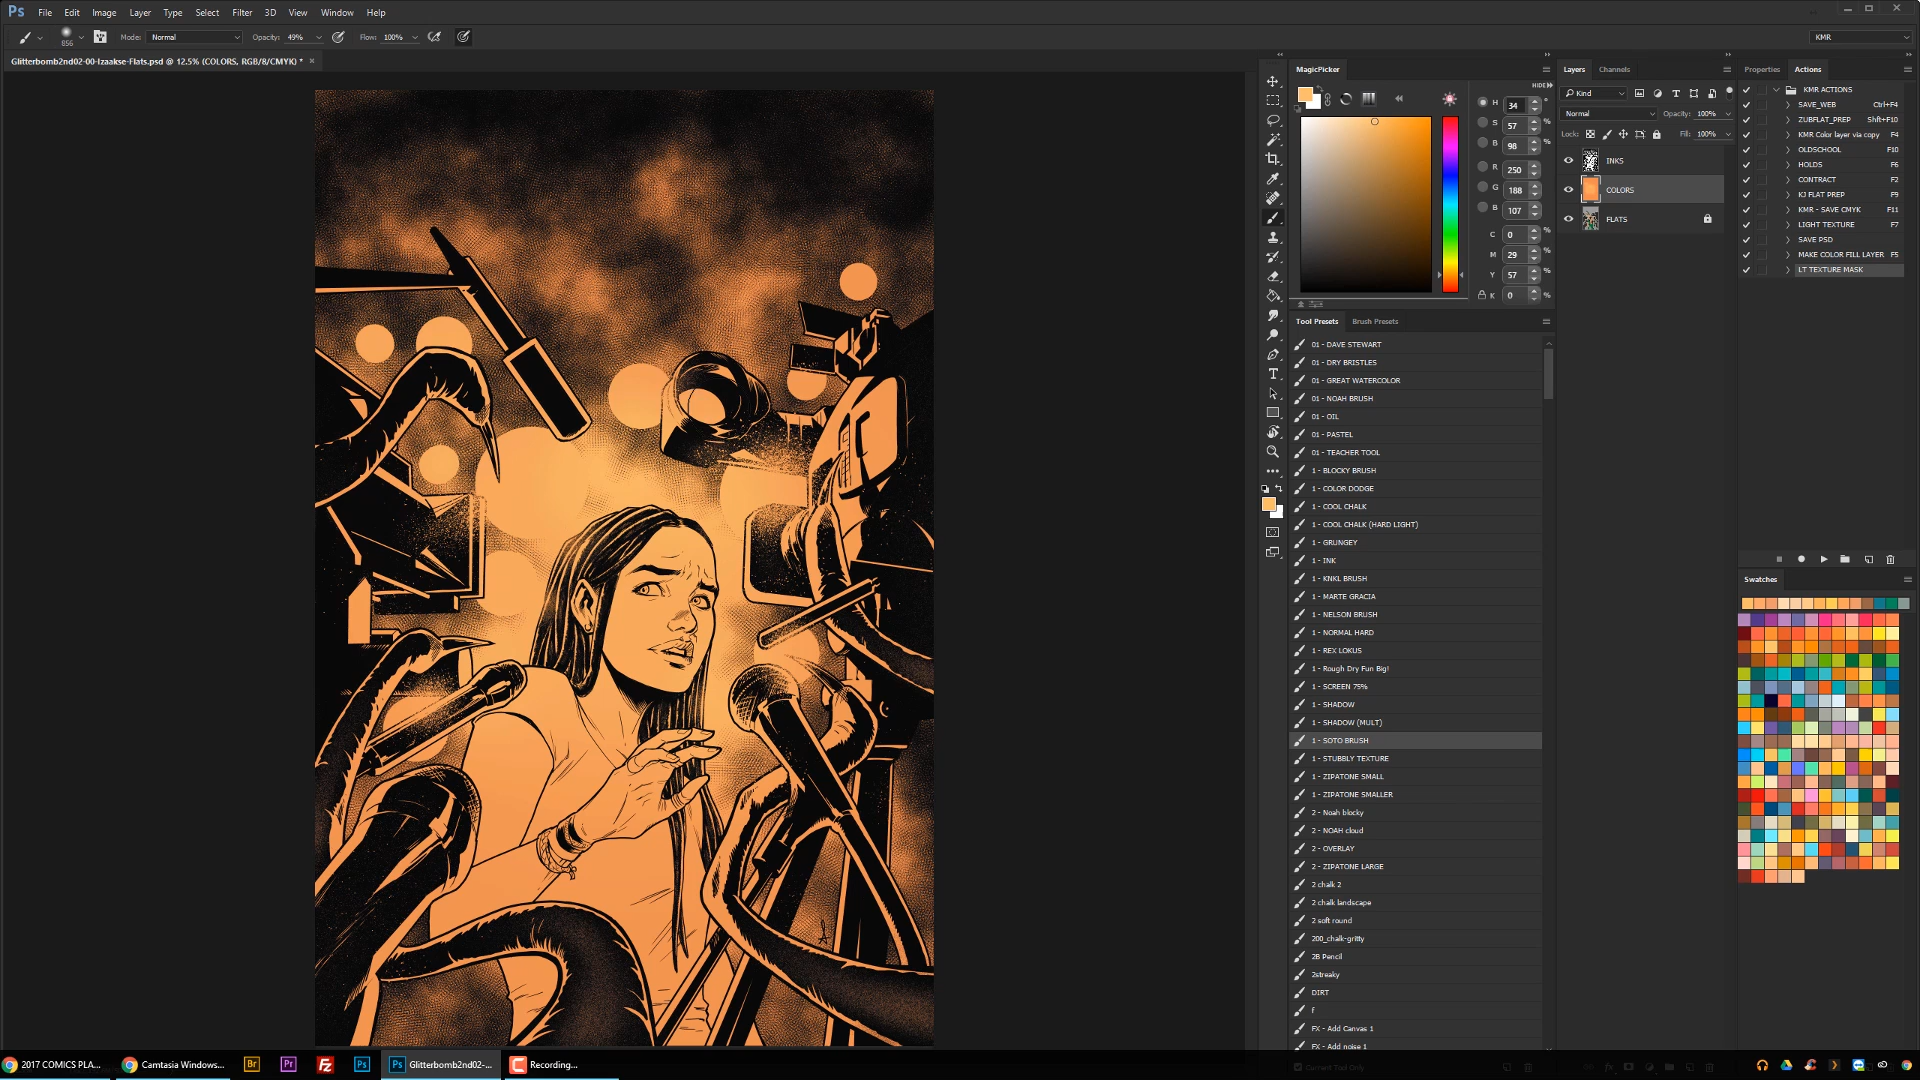 Ps File Edit Image Layer Type Select Filter 3D View Window Help
856 Mode: Normal Opacity: 49% Flow: 100% KMR
Glitterbomb2nd02-00-Izaakse-Flats.psd @ 12.5% (COLORS, RGB/8/CMYK) * ×
MagicPicker
HIDE
H 34 °
S 57 %
B 98 %
R 250
G 188
B 107
C 0 %
M 29 %
Y 57 %
K 0 %
Tool Presets Brush Presets
01 - DAVE STEWART
01 - DRY BRISTLES
01 - GREAT WATERCOLOR
01 - NOAH BRUSH
01 - OIL
01 - PASTEL
01 - TEACHER TOOL
1 - BLOCKY BRUSH
1 - COLOR DODGE
1 - COOL CHALK
1 - COOL CHALK (HARD LIGHT)
1 - GRUNGEY
1 - INK
1 - KNKL BRUSH
1 - MARTE GRACIA
1 - NELSON BRUSH
1 - NORMAL HARD
1 - REX LOKUS
1 - Rough Dry Fun Big!
1 - SCREEN 75%
1 - SHADOW
1 - SHADOW (MULT)
1 - SOTO BRUSH
1 - STUBBLY TEXTURE
1 - ZIPATONE SMALL
1 - ZIPATONE SMALLER
2 - Noah blocky
2 - NOAH cloud
2 - OVERLAY
2 - ZIPATONE LARGE
2 chalk 2
2 chalk landscape
2 soft round
200_chalk-gritty
2B Pencil
2streaky
DIRT
f
FX - Add Canvas 1
FX - Add noise 1
Current Tool Only
Layers Channels
Kind
Normal Opacity: 100%
Lock: Fill: 100%
INKS
COLORS
FLATS
Properties Actions
KMR ACTIONS
SAVE_WEB Ctrl+F4
ZUBFLAT_PREP Shft+F10
KMR Color layer via copy F4
OLDSCHOOL F10
HOLDS F6
CONTRACT F2
KJ FLAT PREP F9
KMR - SAVE CMYK F11
LIGHT TEXTURE F7
SAVE PSD
MAKE COLOR FILL LAYER F5
LT TEXTURE MASK
Swatches
2017 COMICS PLA... Camtasia Windows... Br Pr Fz Ps Ps Glitterbomb2nd02-... Recording...